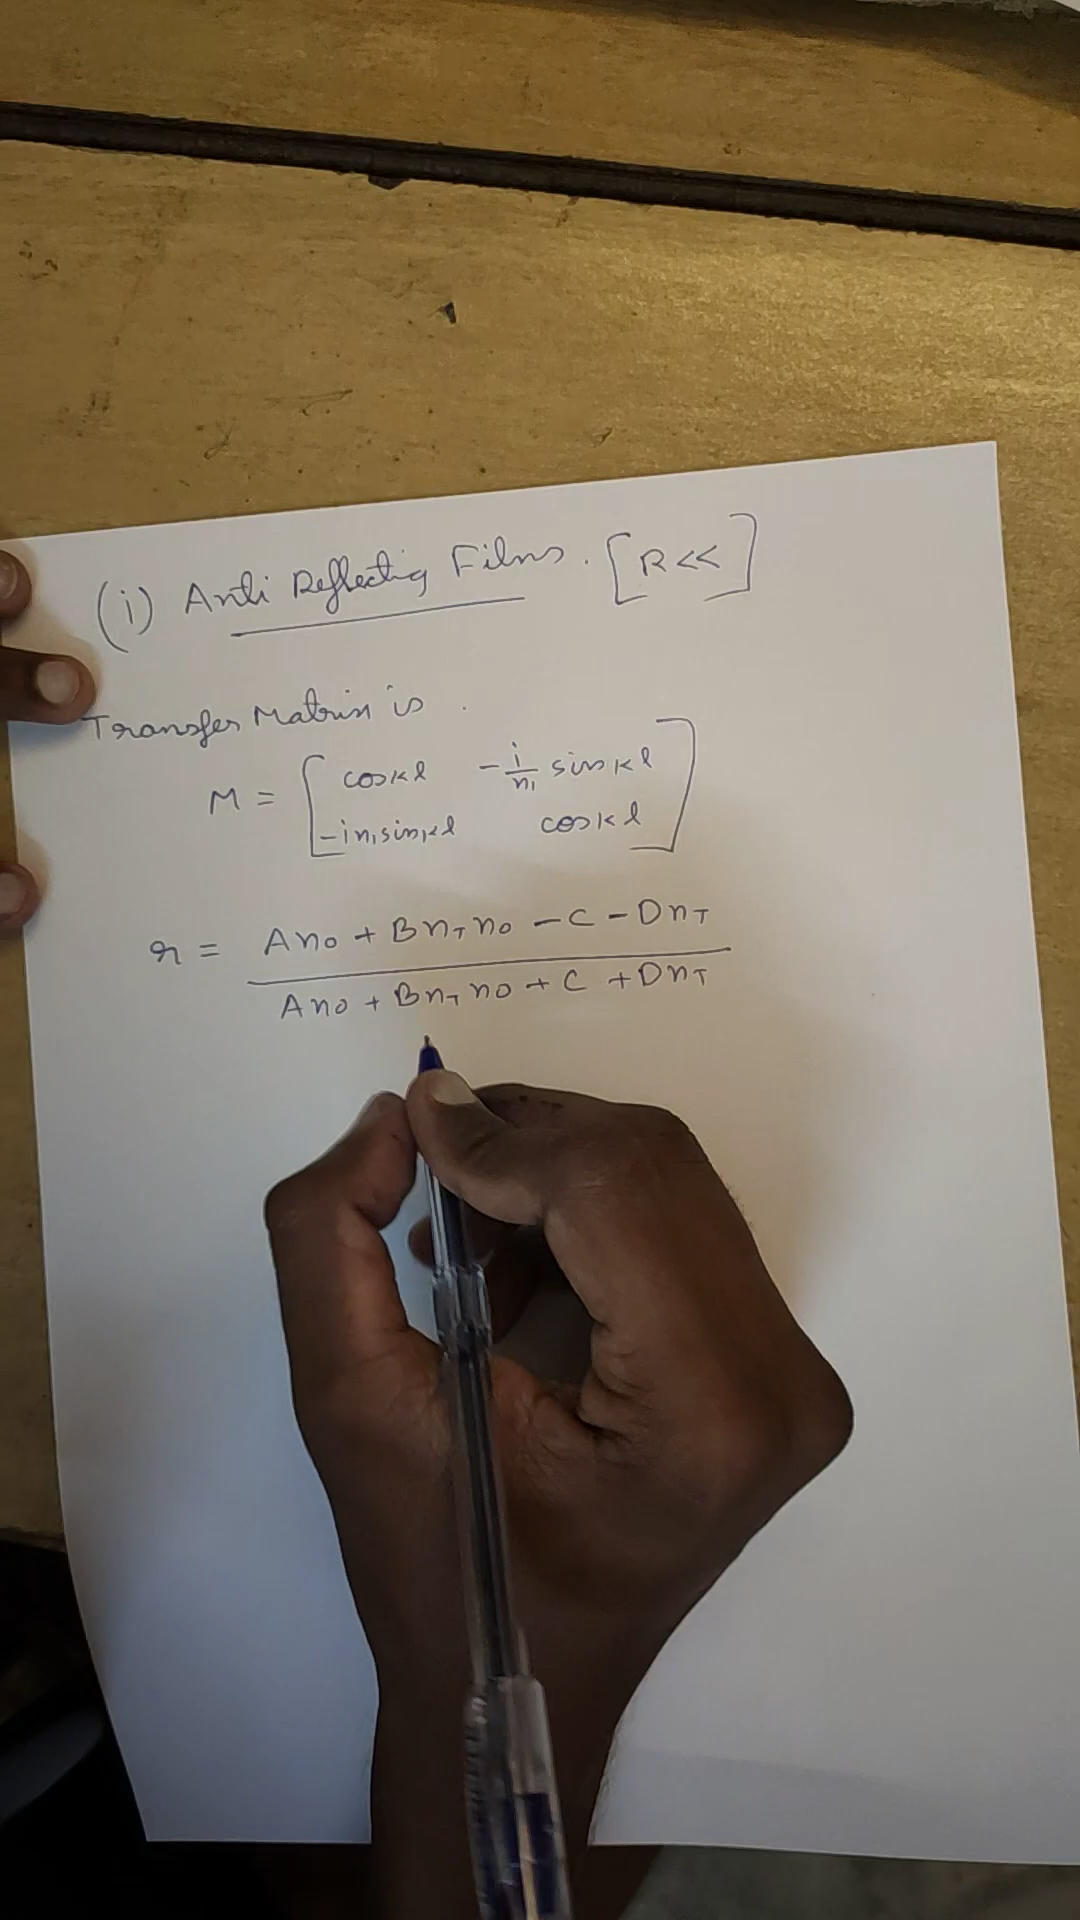 (i) Anti Reflecting Films. [R<<]
Transfer Matrix is.
M = [cos kl -i/n₁ sin kl
-in₁ sin kl cos kl]
r = An₀ + Bn_T n₀ - C - Dn_T
An₀ + Bn_T n₀ + C + Dn_T